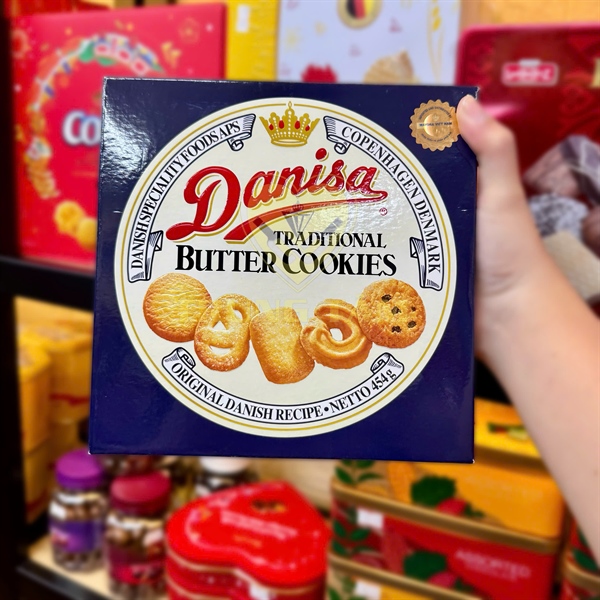 DANISH SPECIALITY FOODS APS
COPENHAGEN DENMARK
Danisa
®
TRADITIONAL
BUTTER COOKIES
ORIGINAL DANISH RECIPE • NETTO 454g
ASSORTED